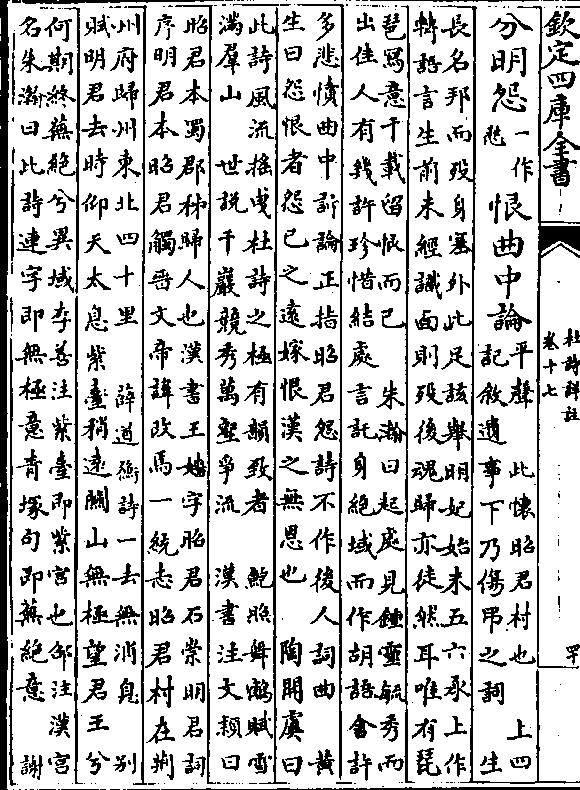 欽定四庫全書
杜詩詳註
卷十七
分明怨一作愁恨曲中論平聲 此懷昭君村也 上四
記敘遺事下乃傷弔之詞 生
長名邦而歿身塞外此足該舉明妃始末五六承上作
轉語言生前未經識面則歿後魂歸亦徒然耳唯有琵
琶寫意千載留恨而已 朱瀚曰起處見鍾靈毓秀而
出佳人有幾許珍惜結處言託身絕域而作胡語含許
多悲憤曲中訴論正指昭君怨詩不作後人詞曲 黄
生曰怨恨者怨己之遠嫁恨漢之無恩也 陶開虞曰
此詩風流揺曳杜詩之極有韻致者 鮑照舞鶴賦雪
滿羣山 世説千巖競秀萬壑爭流 漢書注文頴曰
昭君本蜀郡秭歸人也漢書王嬙字昭君石崇明君詞
序明君本昭君觸晉文帝諱改焉一統志昭君村在荆
州府歸州東北四十里 薛道衡詩一去無消息 别
賦明君去時仰天太息紫臺稍遠闗山無極望君王兮
何期終蕪絕兮異域李善注紫臺即紫宮也邵注漢宮
名朱瀚曰此詩連字即無極意青塚句即蕪絕意 謝